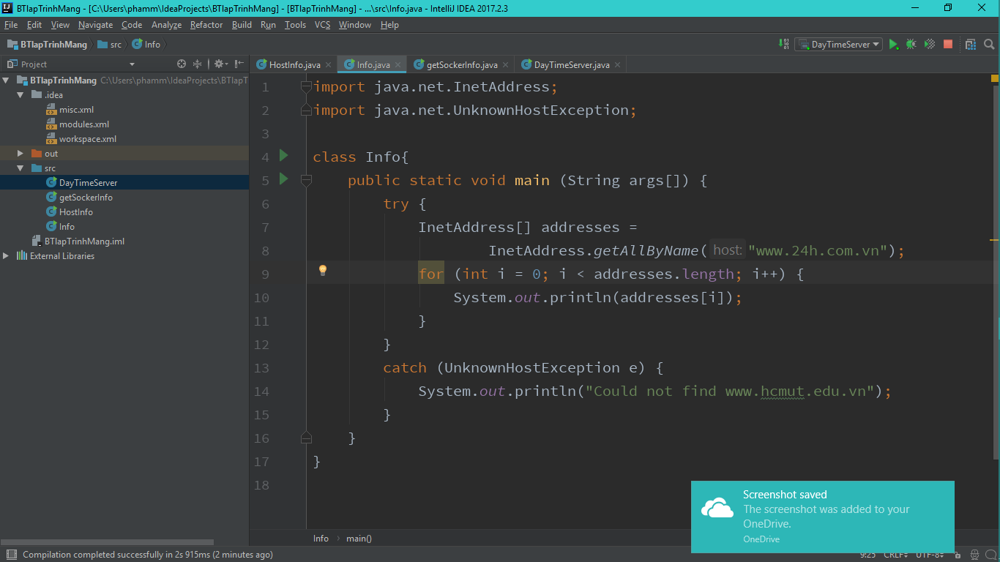 BTlapTrinhMang - [C:\Users\phamm\IdeaProjects\BTlapTrinhMang] - [BTlapTrinhMang] - ...\src\Info.java - IntelliJ IDEA 2017.2.3
File Edit View Navigate Code Analyze Refactor Build Run Tools VCS Window Help
BTlapTrinhMang src Info DayTimeServer
Project
HostInfo.java Info.java getSockerInfo.java DayTimeServer.java
BTlapTrinhMang C:\Users\phamm\IdeaProjects\BTlapT
.idea
misc.xml
modules.xml
workspace.xml
out
src
DayTimeServer
getSockerInfo
HostInfo
Info
BTlapTrinhMang.iml
External Libraries
1 import java.net.InetAddress;
2 import java.net.UnknownHostException;
3
4 class Info{
5 public static void main (String args[]) {
6 try {
7 InetAddress[] addresses =
8 InetAddress.getAllByName( host: "www.24h.com.vn");
9 for (int i = 0; i < addresses.length; i++) {
10 System.out.println(addresses[i]);
11 }
12 }
13 catch (UnknownHostException e) {
14 System.out.println("Could not find www.hcmut.edu.vn");
15 }
16 }
17 }
18
Info main()
Screenshot saved
The screenshot was added to your
OneDrive.
OneDrive
Compilation completed successfully in 2s 915ms (2 minutes ago)
9:25 CRLF UTF-8